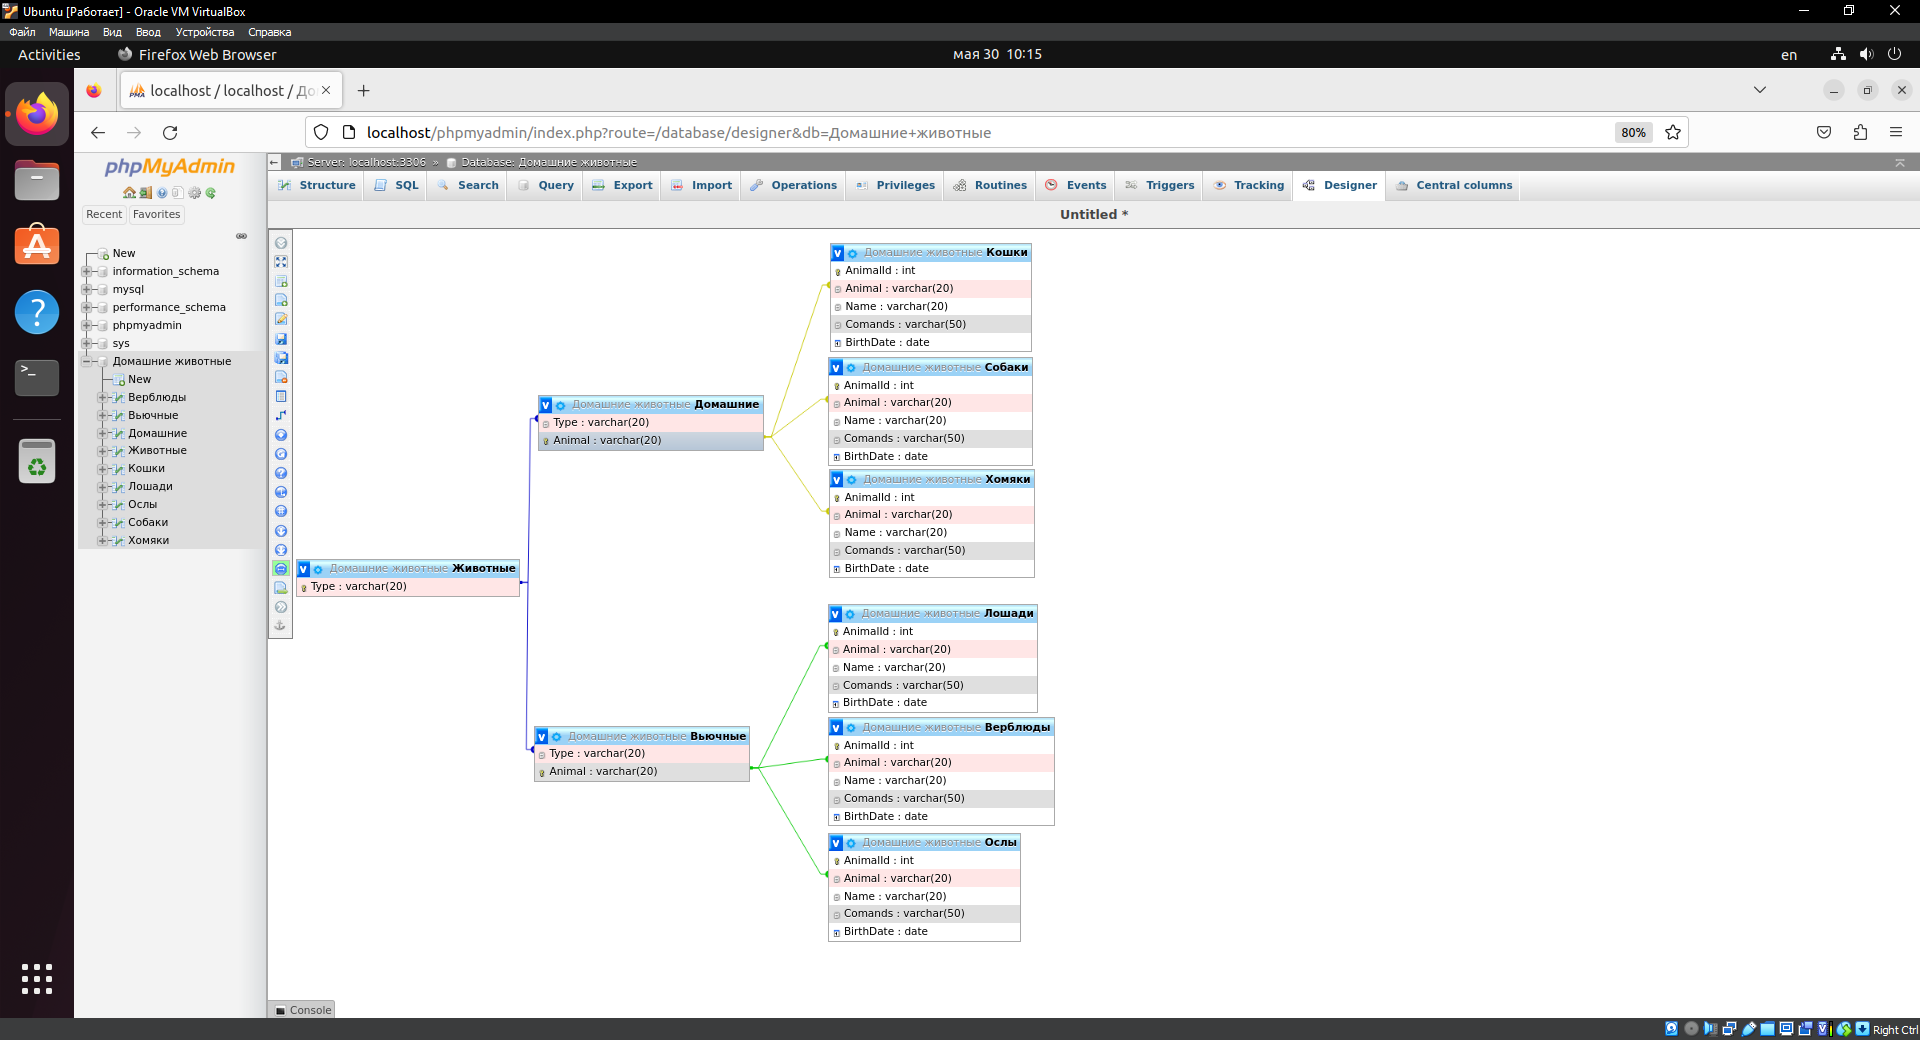 Ubuntu [Работает] - Oracle VM VirtualBox
Файл Машина Вид Ввод Устройства Справка
Activities Firefox Web Browser мая 30 10:15 en
localhost / localhost / До
localhost/phpmyadmin/index.php?route=/database/designer&db=Домашние+животные 80%
phpMyAdmin
Recent Favorites
New
information_schema
mysql
performance_schema
phpmyadmin
sys
Домашние животные
New
Верблюды
Вьючные
Домашние
Животные
Кошки
Лошади
Ослы
Собаки
Хомяки
Server: localhost:3306 » Database: Домашние животные
Structure SQL Search Query Export Import Operations Privileges Routines Events Triggers Tracking Designer Central columns
Untitled *
Домашние животные Животные
Type : varchar(20)
Домашние животные Домашние
Type : varchar(20)
Animal : varchar(20)
Домашние животные Вьючные
Type : varchar(20)
Animal : varchar(20)
Домашние животные Кошки
AnimalId : int
Animal : varchar(20)
Name : varchar(20)
Comands : varchar(50)
BirthDate : date
Домашние животные Собаки
AnimalId : int
Animal : varchar(20)
Name : varchar(20)
Comands : varchar(50)
BirthDate : date
Домашние животные Хомяки
AnimalId : int
Animal : varchar(20)
Name : varchar(20)
Comands : varchar(50)
BirthDate : date
Домашние животные Лошади
AnimalId : int
Animal : varchar(20)
Name : varchar(20)
Comands : varchar(50)
BirthDate : date
Домашние животные Верблюды
AnimalId : int
Animal : varchar(20)
Name : varchar(20)
Comands : varchar(50)
BirthDate : date
Домашние животные Ослы
AnimalId : int
Animal : varchar(20)
Name : varchar(20)
Comands : varchar(50)
BirthDate : date
Console
Right Ctrl